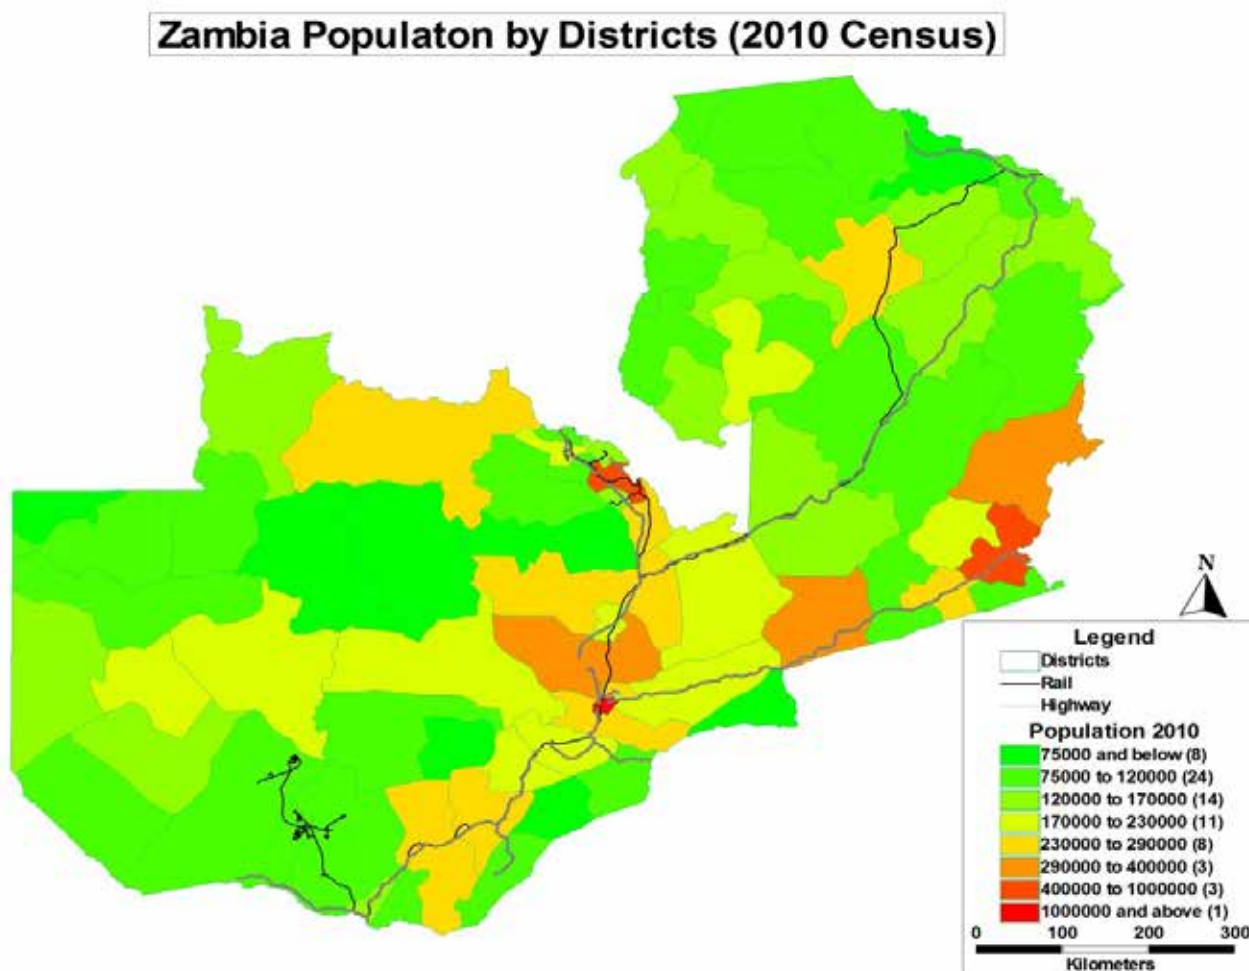 Zambia Populaton by Districts (2010 Census)
N
Legend
Districts
Rail
Highway
Population 2010
75000 and below (8)
75000 to 120000 (24)
120000 to 170000 (14)
170000 to 230000 (11)
230000 to 290000 (8)
290000 to 400000 (3)
400000 to 1000000 (3)
1000000 and above (1)
0 100 200 300
Kilometers